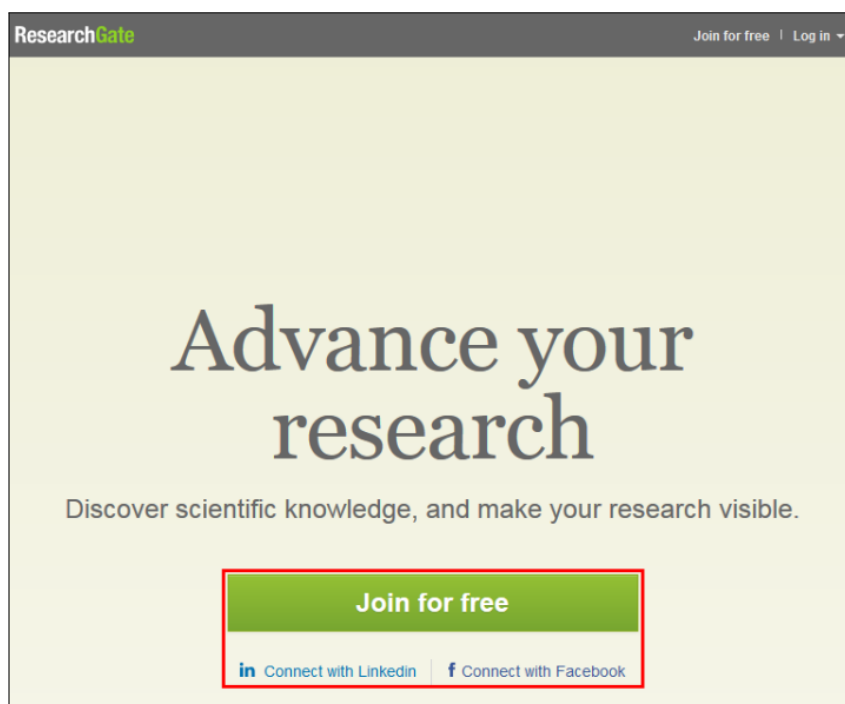 ResearchGate Join for free | Log in
Advance your
research
Discover scientific knowledge, and make your research visible.
Join for free
in Connect with Linkedin | f Connect with Facebook